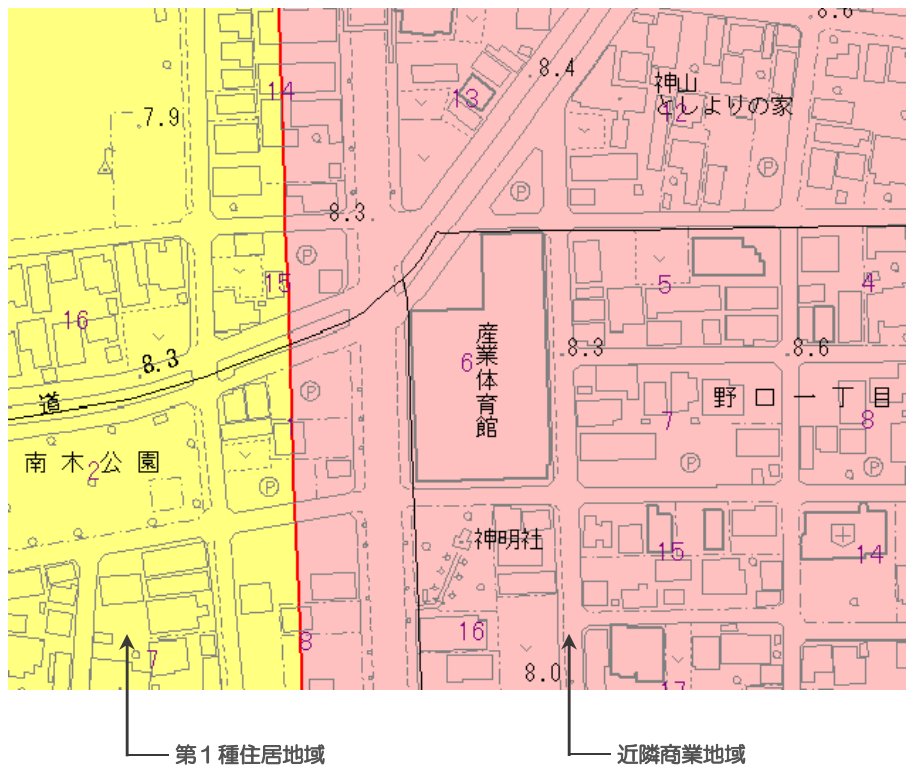 8.6
8.4
神山
としよりの家
14
13
12
7.9
P
P
8.3
P
15
5
4
16
産業体育館
6
8.3
8.3
8.6
道
P
野口一丁目
7
8
南木公園
2
P
P
P
神明社
15
14
16
7
8
8.0
17
第1種住居地域
近隣商業地域